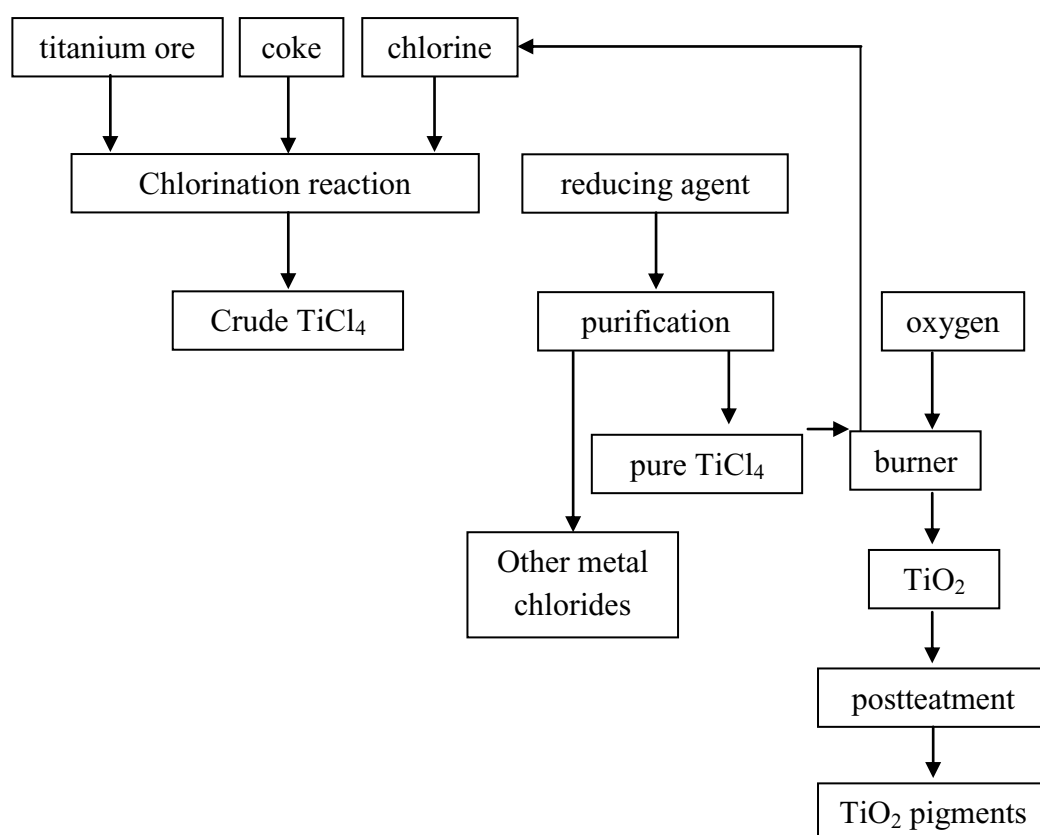 titanium ore
coke
chlorine
Chlorination reaction
reducing agent
Crude TiCl₄
purification
oxygen
pure TiCl₄
burner
Other metal
chlorides
TiO₂
postteatment
TiO₂ pigments